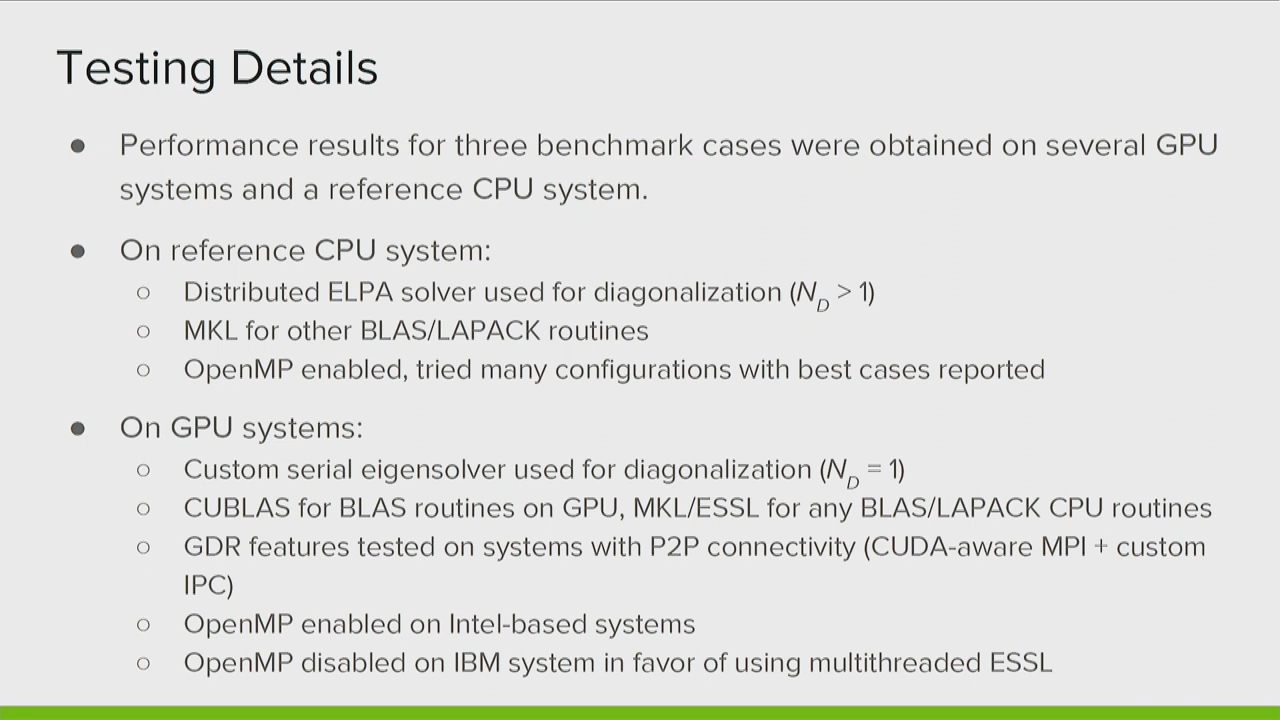 Testing Details
● Performance results for three benchmark cases were obtained on several GPU
systems and a reference CPU system.
● On reference CPU system:
○ Distributed ELPA solver used for diagonalization (N_D > 1)
○ MKL for other BLAS/LAPACK routines
○ OpenMP enabled, tried many configurations with best cases reported
● On GPU systems:
○ Custom serial eigensolver used for diagonalization (N_D = 1)
○ CUBLAS for BLAS routines on GPU, MKL/ESSL for any BLAS/LAPACK CPU routines
○ GDR features tested on systems with P2P connectivity (CUDA-aware MPI + custom
IPC)
○ OpenMP enabled on Intel-based systems
○ OpenMP disabled on IBM system in favor of using multithreaded ESSL